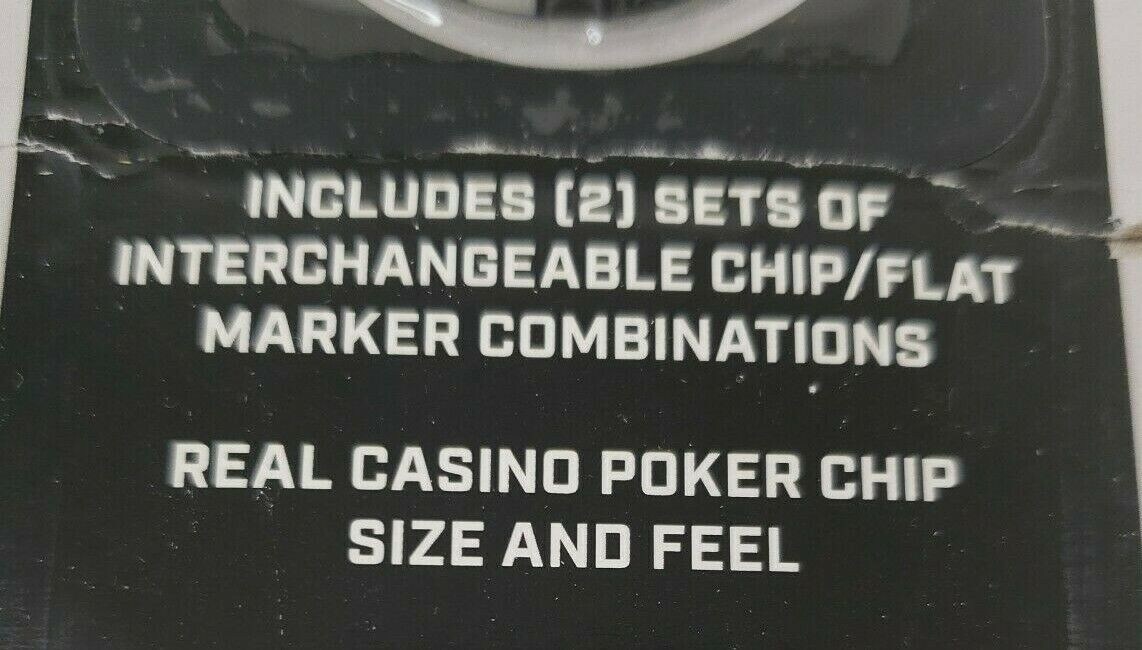 INCLUDES (2) SETS OF
INTERCHANGEABLE CHIP/FLAT
MARKER COMBINATIONS
REAL CASINO POKER CHIP
SIZE AND FEEL